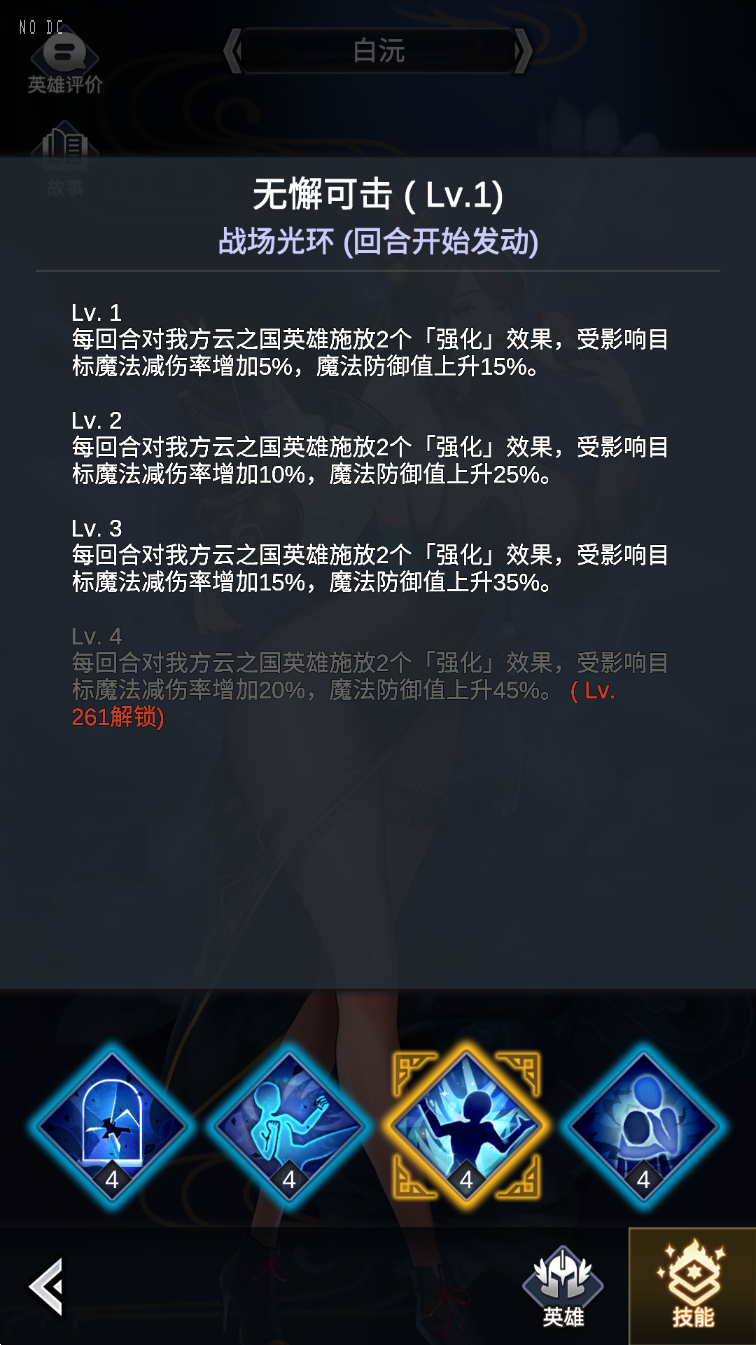 NO DC
白沅
英雄评价
故事
无懈可击 ( Lv.1)
战场光环 (回合开始发动)
Lv. 1
每回合对我方云之国英雄施放2个「强化」效果，受影响目
标魔法减伤率增加5%，魔法防御值上升15%。
Lv. 2
每回合对我方云之国英雄施放2个「强化」效果，受影响目
标魔法减伤率增加10%，魔法防御值上升25%。
Lv. 3
每回合对我方云之国英雄施放2个「强化」效果，受影响目
标魔法减伤率增加15%，魔法防御值上升35%。
Lv. 4
每回合对我方云之国英雄施放2个「强化」效果，受影响目
标魔法减伤率增加20%，魔法防御值上升45%。 ( Lv.
261解锁)
4 4 4 4
英雄 技能